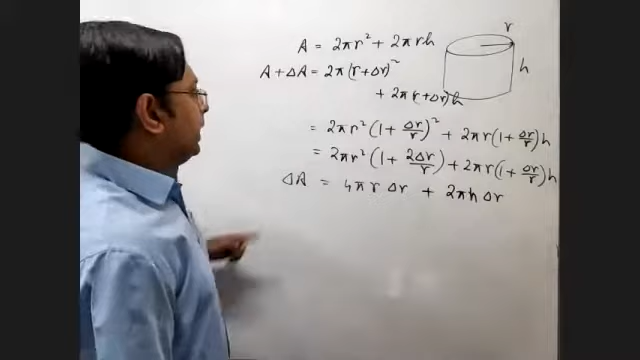 r
A = 2πr² + 2πrh
h
A + ΔA = 2π(r+Δr)²
+ 2π(r+Δr)h
= 2πr²(1 + Δr/r)² + 2πr(1 + Δr/r)h
= 2πr²(1 + 2Δr/r) + 2πr(1 + Δr/r)h
ΔA = 4πr Δr + 2πh Δr